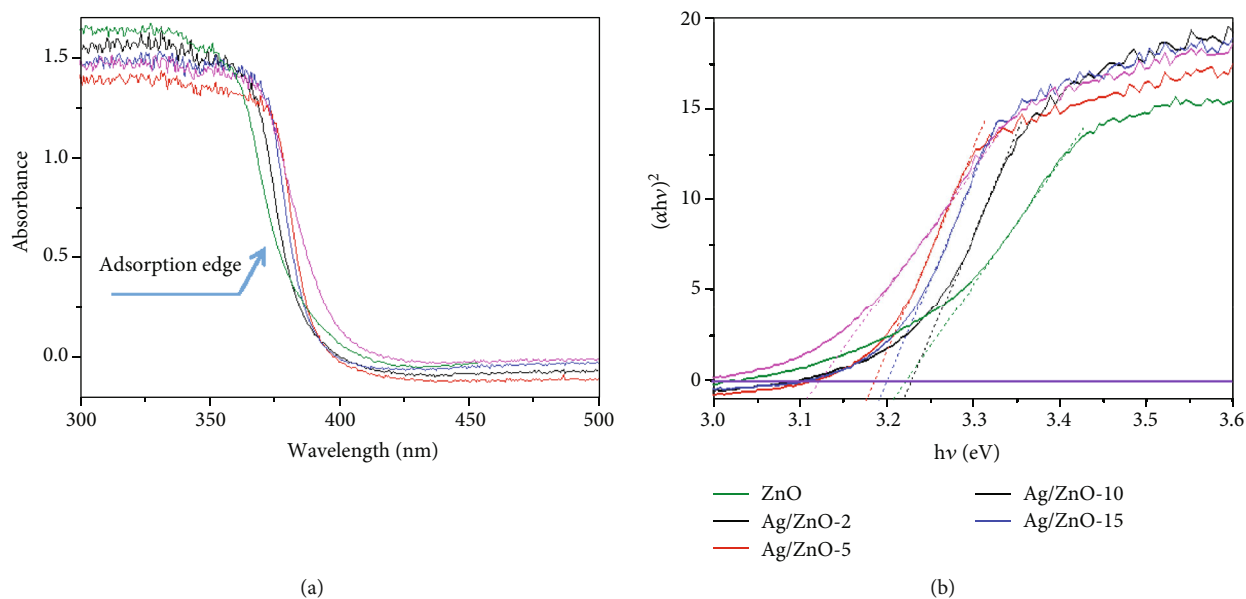 1.5
1.0
0.5
0.0
Absorbance
Adsorption edge
300 350 400 450 500
Wavelength (nm)
(a)
20
15
10
5
0
(αhν)²
3.0 3.1 3.2 3.3 3.4 3.5 3.6
hν (eV)
ZnO
Ag/ZnO-2
Ag/ZnO-5
Ag/ZnO-10
Ag/ZnO-15
(b)